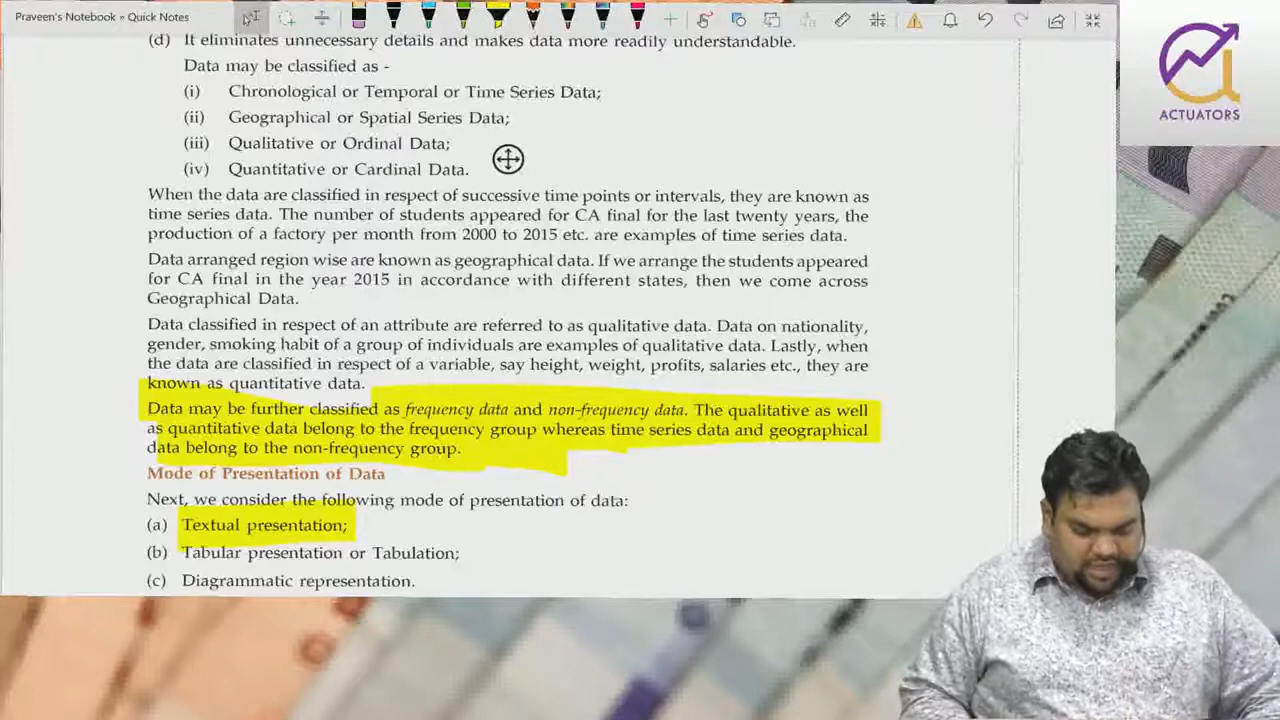 Praveen's Notebook » Quick Notes
(d) It eliminates unnecessary details and makes data more readily understandable.
Data may be classified as -
(i) Chronological or Temporal or Time Series Data;
(ii) Geographical or Spatial Series Data;
(iii) Qualitative or Ordinal Data;
(iv) Quantitative or Cardinal Data.
When the data are classified in respect of successive time points or intervals, they are known as
time series data. The number of students appeared for CA final for the last twenty years, the
production of a factory per month from 2000 to 2015 etc. are examples of time series data.
Data arranged region wise are known as geographical data. If we arrange the students appeared
for CA final in the year 2015 in accordance with different states, then we come across
Geographical Data.
Data classified in respect of an attribute are referred to as qualitative data. Data on nationality,
gender, smoking habit of a group of individuals are examples of qualitative data. Lastly, when
the data are classified in respect of a variable, say height, weight, profits, salaries etc., they are
known as quantitative data.
Data may be further classified as frequency data and non-frequency data. The qualitative as well
as quantitative data belong to the frequency group whereas time series data and geographical
data belong to the non-frequency group.
Mode of Presentation of Data
Next, we consider the following mode of presentation of data:
(a) Textual presentation;
(b) Tabular presentation or Tabulation;
(c) Diagrammatic representation.
ACTUATORS